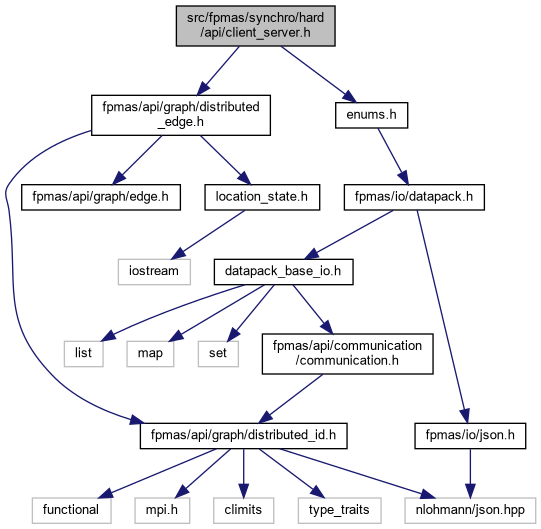 src/fpmas/synchro/hard
/api/client_server.h
fpmas/api/graph/distributed
_edge.h
enums.h
fpmas/api/graph/edge.h
location_state.h
fpmas/io/datapack.h
iostream
datapack_base_io.h
list
map
set
fpmas/api/communication
/communication.h
fpmas/api/graph/distributed_id.h
fpmas/io/json.h
functional
mpi.h
climits
type_traits
nlohmann/json.hpp